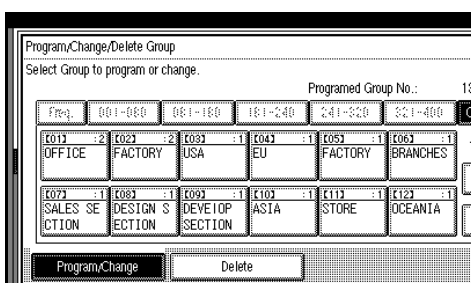 Program/Change/Delete Group
Select Group to program or change.
Programed Group No.: 13
Freq. 001-080 081-160 161-240 241-320 321-400
[01] :2 [02] :2 [03] :1 [04] :1 [05] :1 [06] :1
OFFICE FACTORY USA EU FACTORY BRANCHES
[07] :1 [08] :1 [09] :1 [10] :1 [11] :1 [12] :1
SALES SE DESIGN S DEVElOP ASIA STORE OCEANIA
CTION ECTION SECTION
Program/Change Delete